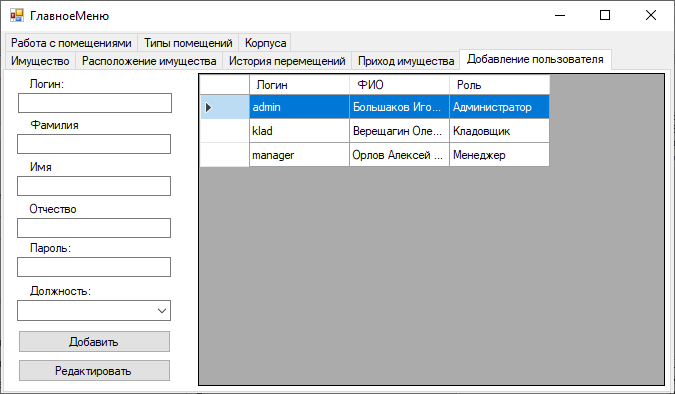 ГлавноеМеню
Работа с помещениями Типы помещений Корпуса
Имущество Расположение имущества История перемещений Приход имущества Добавление пользователя
Логин:
Фамилия
Имя
Отчество
Пароль:
Должность:
Добавить
Редактировать
Логин ФИО Роль
admin Большаков Иго... Администратор
klad Верещагин Оле... Кладовщик
manager Орлов Алексей ... Менеджер